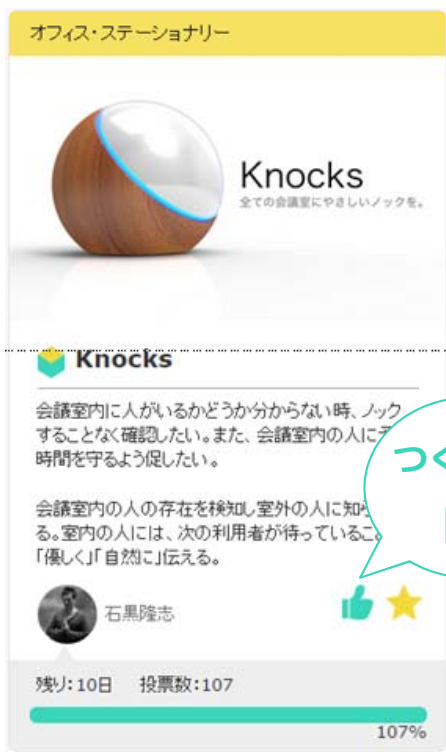 オフィス・ステーショナリー
Knocks
全ての会議室にやさしいノックを。
Knocks
会議室内に人がいるかどうか分からない時、ノック
することなく確認したい。また、会議室内の人に
時間を守るよう促したい。
会議室内の人の存在を検知し室外の人に知
る。室内の人には、次の利用者が待っているこ
「優しく」「自然に」伝える。
つく
石黒隆志
残り:10日 投票数:107
107%